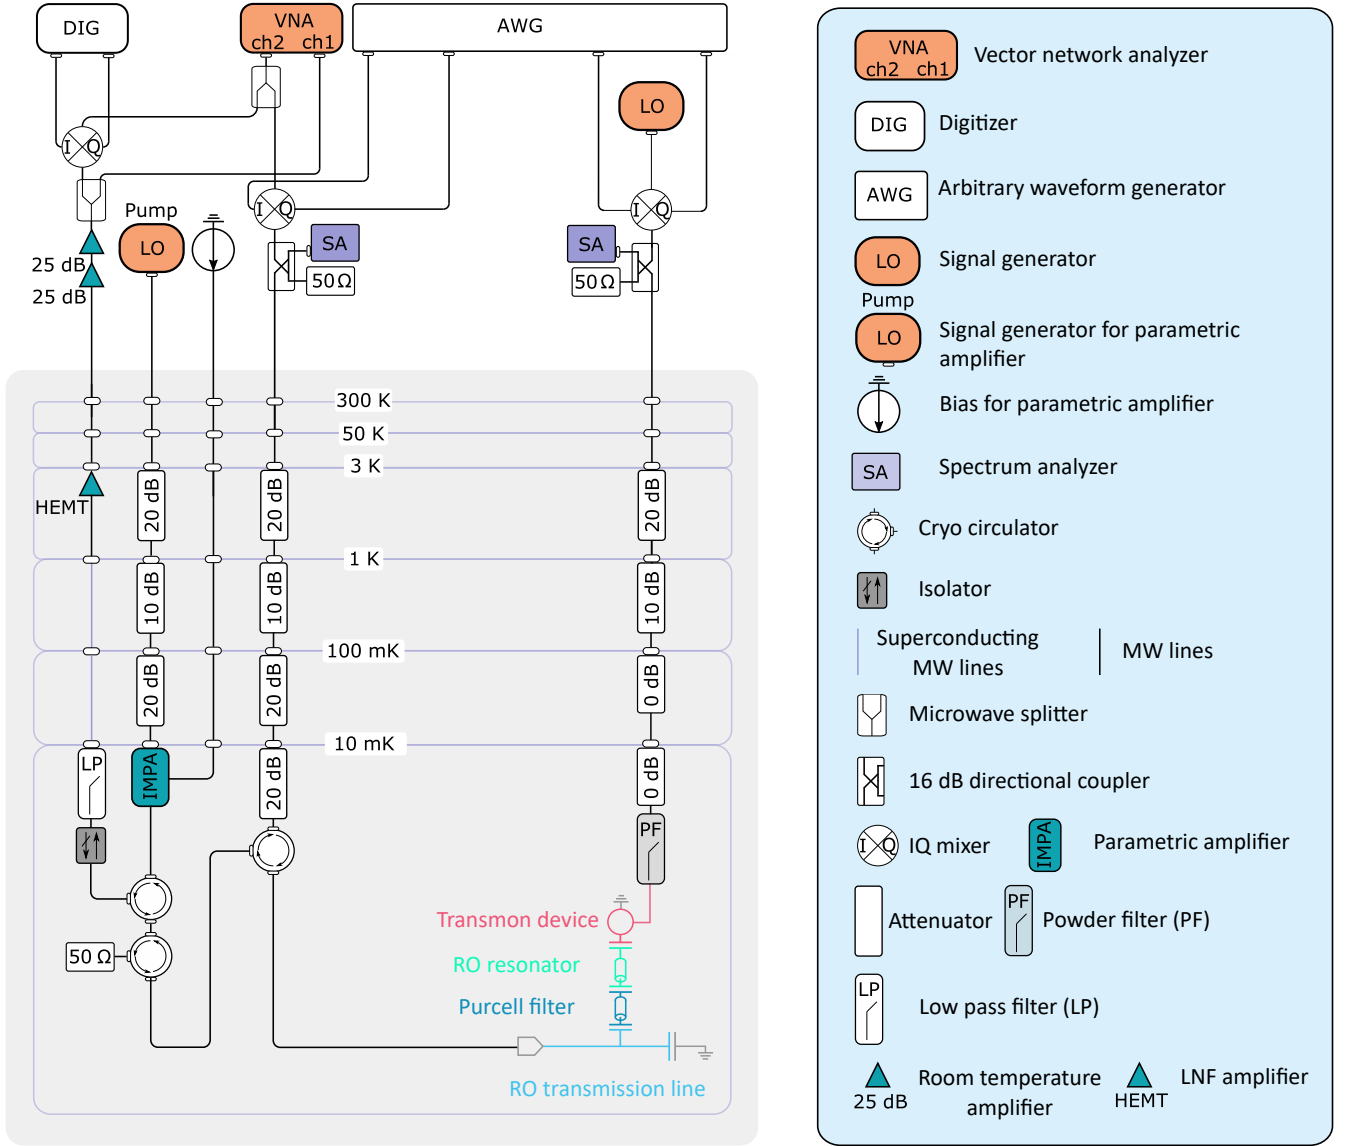 DIG
VNA
ch2 ch1
AWG
LO
I Q
I Q
I Q
Pump
LO
25 dB
25 dB
SA
50 Ω
SA
50 Ω
300 K
50 K
3 K
HEMT
20 dB
20 dB
20 dB
1 K
10 dB
10 dB
10 dB
100 mK
20 dB
20 dB
0 dB
10 mK
LP
IMPA
20 dB
0 dB
PF
50 Ω
Transmon device
RO resonator
Purcell filter
RO transmission line
VNA
ch2 ch1
Vector network analyzer
DIG
Digitizer
AWG
Arbitrary waveform generator
LO
Signal generator
Pump
LO
Signal generator for parametric
amplifier
Bias for parametric amplifier
SA
Spectrum analyzer
Cryo circulator
Isolator
Superconducting
MW lines
MW lines
Microwave splitter
16 dB directional coupler
I Q
IQ mixer
IMPA
Parametric amplifier
Attenuator
PF
Powder filter (PF)
LP
Low pass filter (LP)
25 dB
Room temperature
amplifier
HEMT
LNF amplifier